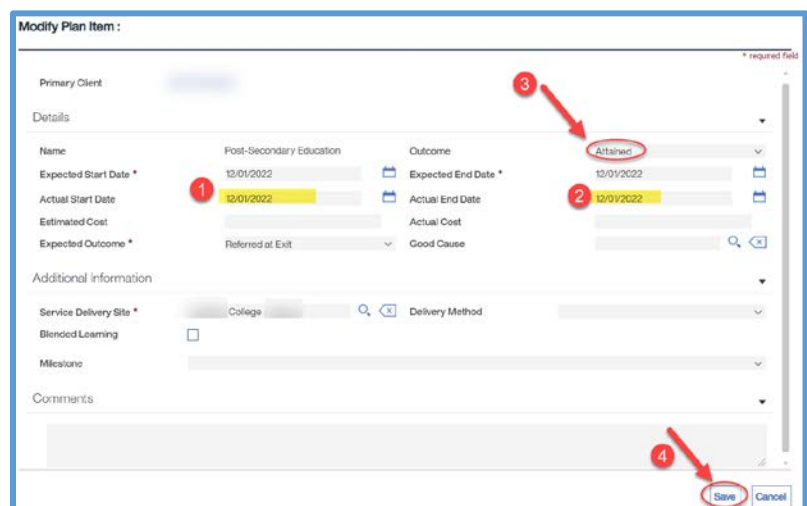 Modify Plan Item :
* required field
Primary Client
3
Details
Name Post-Secondary Education Outcome Attained
Expected Start Date * 12/01/2022 Expected End Date * 12/01/2022
Actual Start Date 1 12/01/2022 Actual End Date 2 12/01/2022
Estimated Cost Actual Cost
Expected Outcome * Referred at Exit Good Cause
Additional Information
Service Delivery Site * College Delivery Method
Blended Learning
Milestone
Comments
4
Save Cancel